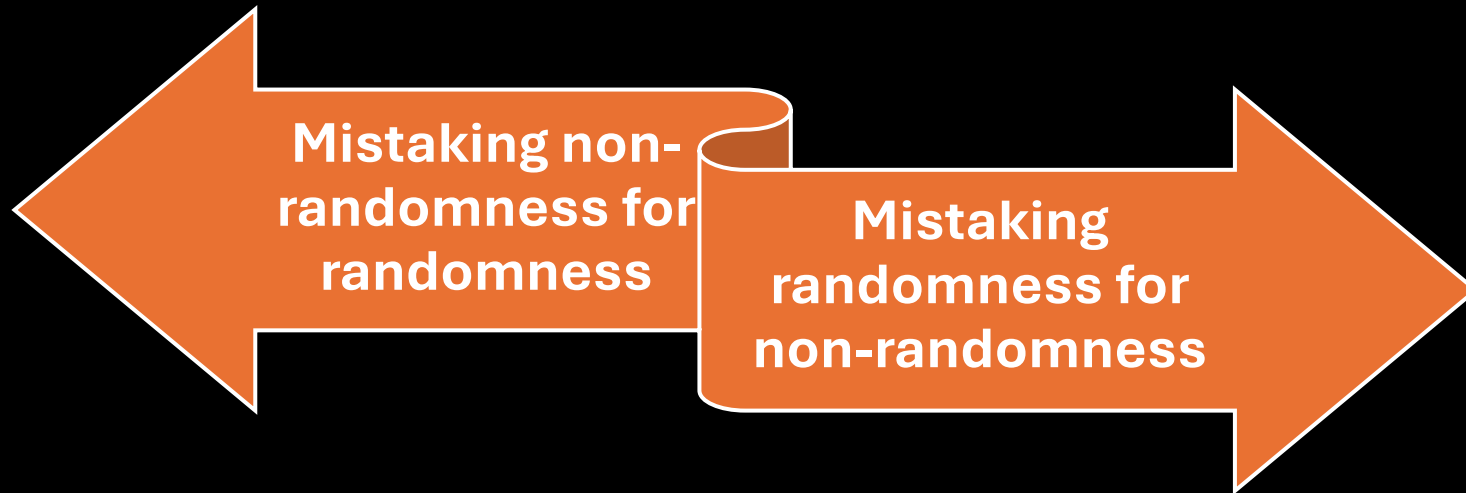 Mistaking non-
randomness for
randomness
Mistaking
randomness for
non-randomness